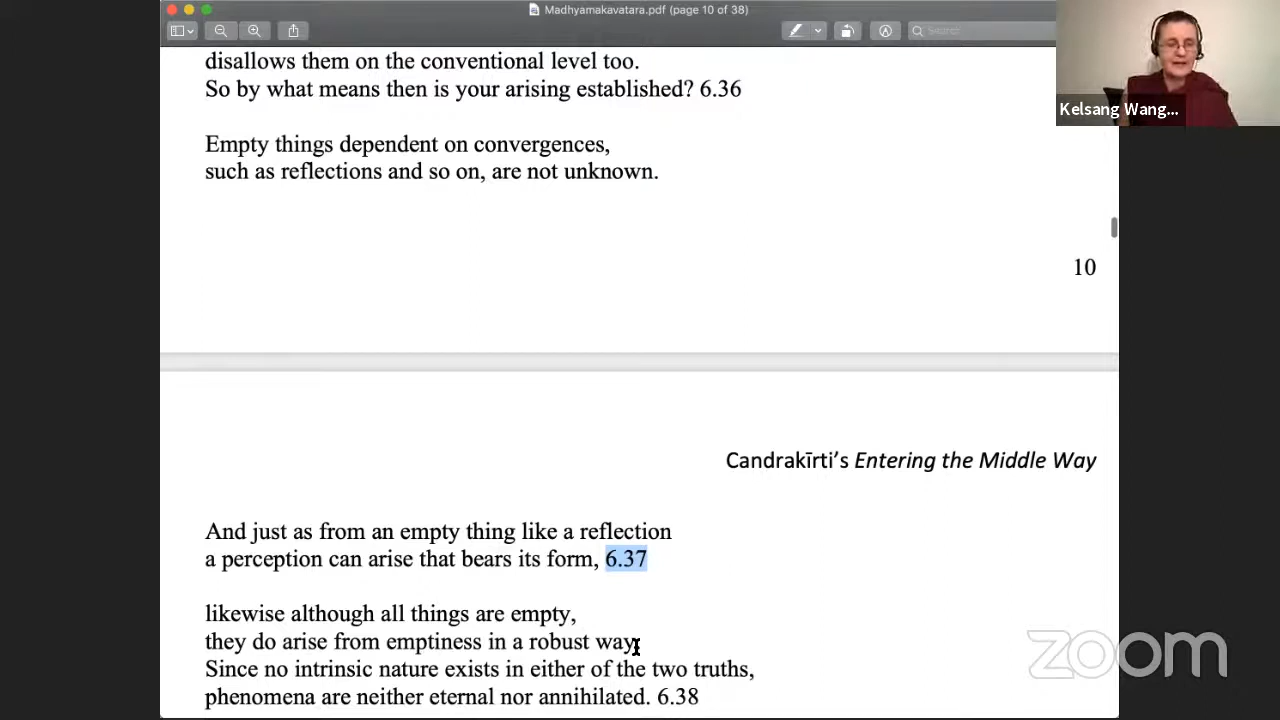 Madhyamakavatara.pdf (page 10 of 38)
Search
Kelsang Wang...
disallows them on the conventional level too.
So by what means then is your arising established? 6.36
Empty things dependent on convergences,
such as reflections and so on, are not unknown.
10
Candrakīrti’s Entering the Middle Way
And just as from an empty thing like a reflection
a perception can arise that bears its form, 6.37
likewise although all things are empty,
they do arise from emptiness in a robust way.
Since no intrinsic nature exists in either of the two truths,
phenomena are neither eternal nor annihilated. 6.38
zoom